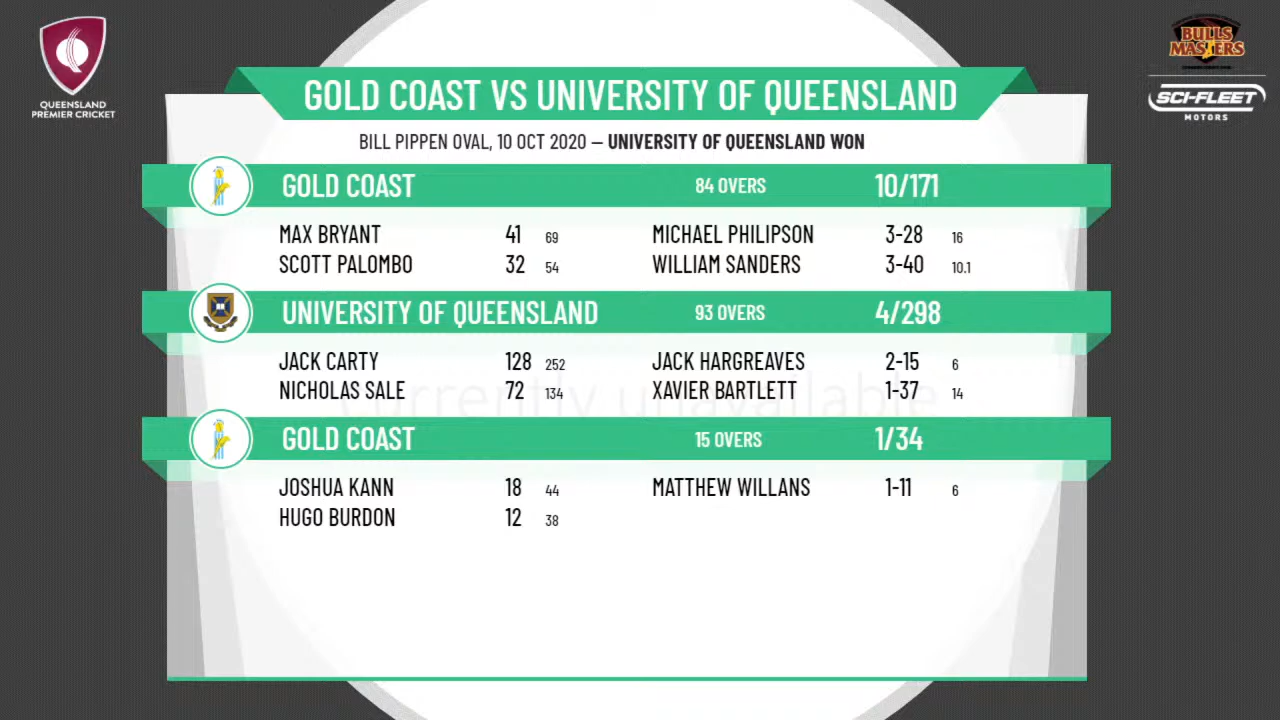 QUEENSLAND
PREMIER CRICKET
BULLS
MASTERS
SCI-FLEET
MOTORS
GOLD COAST VS UNIVERSITY OF QUEENSLAND
BILL PIPPEN OVAL, 10 OCT 2020 – UNIVERSITY OF QUEENSLAND WON
GOLD COAST 84 OVERS 10/171
MAX BRYANT 41 69 MICHAEL PHILIPSON 3-28 16
SCOTT PALOMBO 32 54 WILLIAM SANDERS 3-40 10.1
UNIVERSITY OF QUEENSLAND 93 OVERS 4/298
JACK CARTY 128 252 JACK HARGREAVES 2-15 6
NICHOLAS SALE 72 134 XAVIER BARTLETT 1-37 14
currently unavailable
GOLD COAST 15 OVERS 1/34
JOSHUA KANN 18 44 MATTHEW WILLANS 1-11 6
HUGO BURDON 12 38